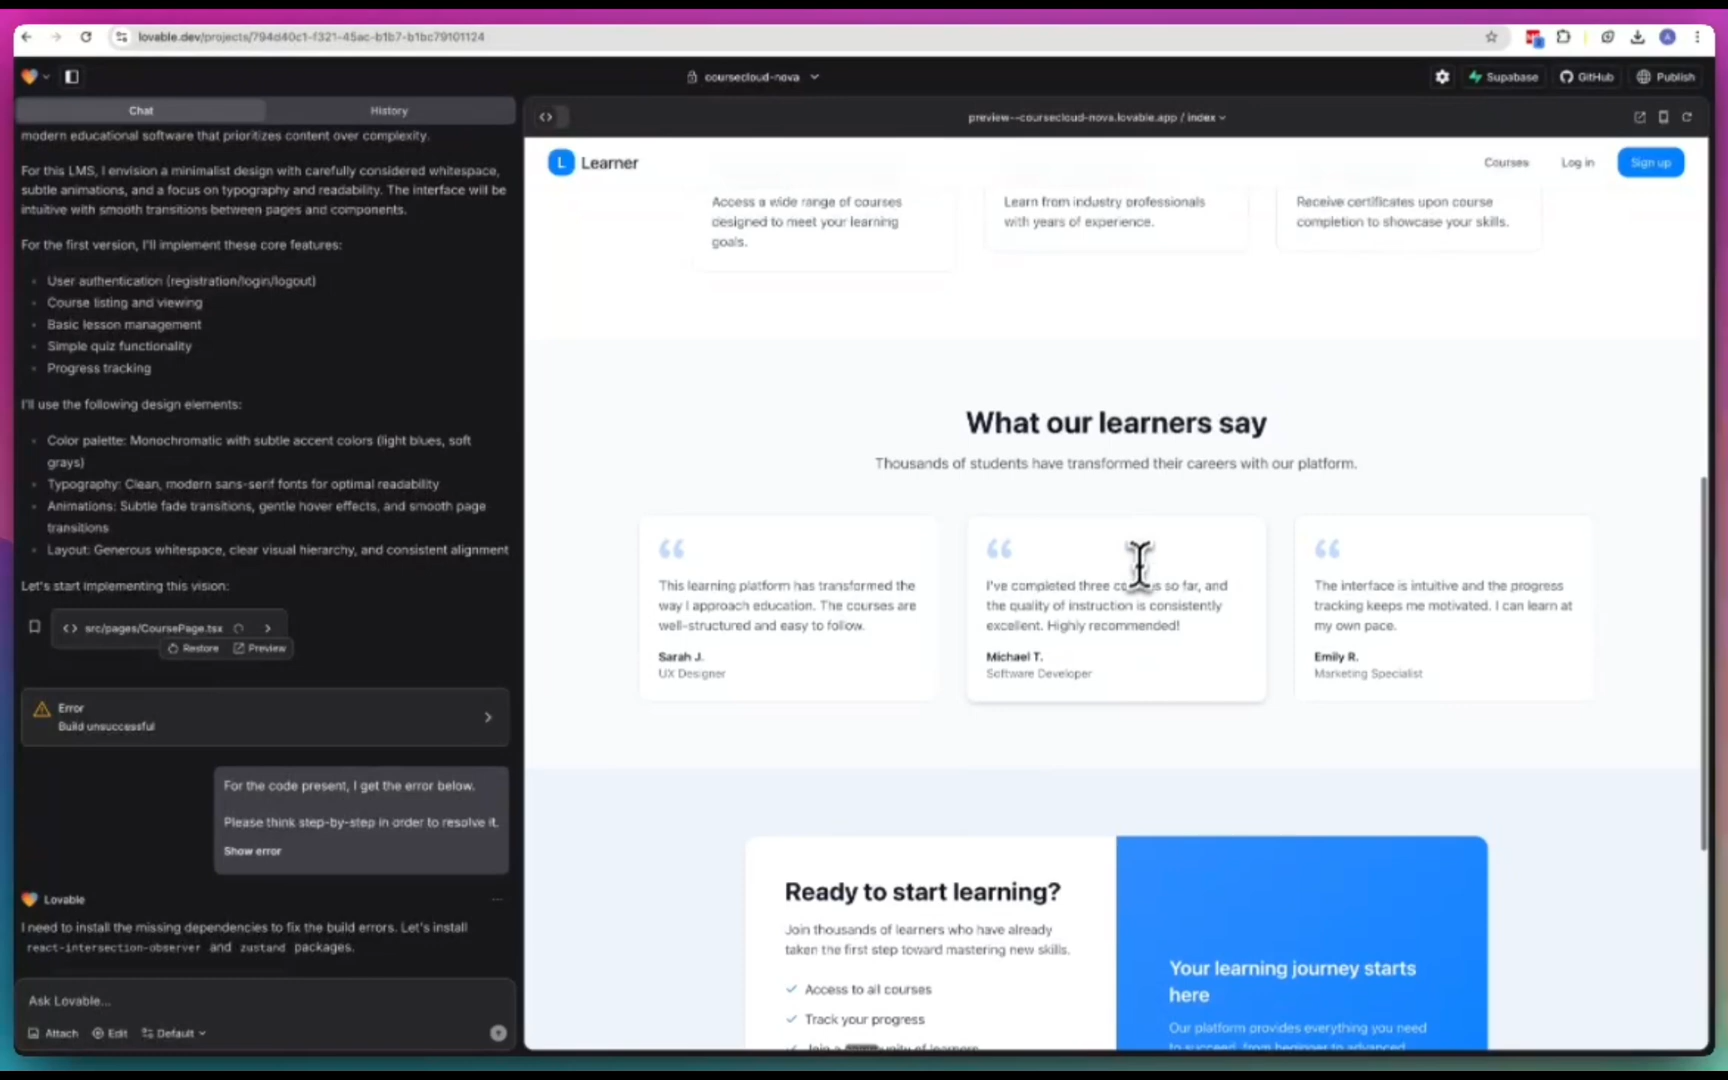 lovable.dev/projects/794d40c1-f321-45ac-b1b7-b1bc79101124
coursecloud-nova
Supabase
GitHub
Publish
Chat
History
preview--coursecloud-nova.lovable.app / index
modern educational software that prioritizes content over complexity.
For this LMS, I envision a minimalist design with carefully considered whitespace,
subtle animations, and a focus on typography and readability. The interface will be
intuitive with smooth transitions between pages and components.
For the first version, I'll implement these core features:
User authentication (registration/login/logout)
Course listing and viewing
Basic lesson management
Simple quiz functionality
Progress tracking
I'll use the following design elements:
Color palette: Monochromatic with subtle accent colors (light blues, soft
grays)
Typography: Clean, modern sans-serif fonts for optimal readability
Animations: Subtle fade transitions, gentle hover effects, and smooth page
transitions
Layout: Generous whitespace, clear visual hierarchy, and consistent alignment
Let's start implementing this vision:
src/pages/CoursePage.tsx
Restore
Preview
Error
Build unsuccessful
For the code present, I get the error below.
Please think step-by-step in order to resolve it.
Show error
Lovable
I need to install the missing dependencies to fix the build errors. Let's install
react-intersection-observer and zustand packages.
Ask Lovable...
Attach
Edit
Default
L Learner
Courses
Log in
Sign up
Access a wide range of courses
designed to meet your learning
goals.
Learn from industry professionals
with years of experience.
Receive certificates upon course
completion to showcase your skills.
What our learners say
Thousands of students have transformed their careers with our platform.
This learning platform has transformed the
way I approach education. The courses are
well-structured and easy to follow.
Sarah J.
UX Designer
I've completed three so far, and
the quality of instruction is consistently
excellent. Highly recommended!
Michael T.
Software Developer
The interface is intuitive and the progress
tracking keeps me motivated. I can learn at
my own pace.
Emily R.
Marketing Specialist
Ready to start learning?
Join thousands of learners who have already
taken the first step toward mastering new skills.
Access to all courses
Track your progress
Join a of learners
Your learning journey starts
here
Our platform provides everything you need
to succeed, from beginner to advanced